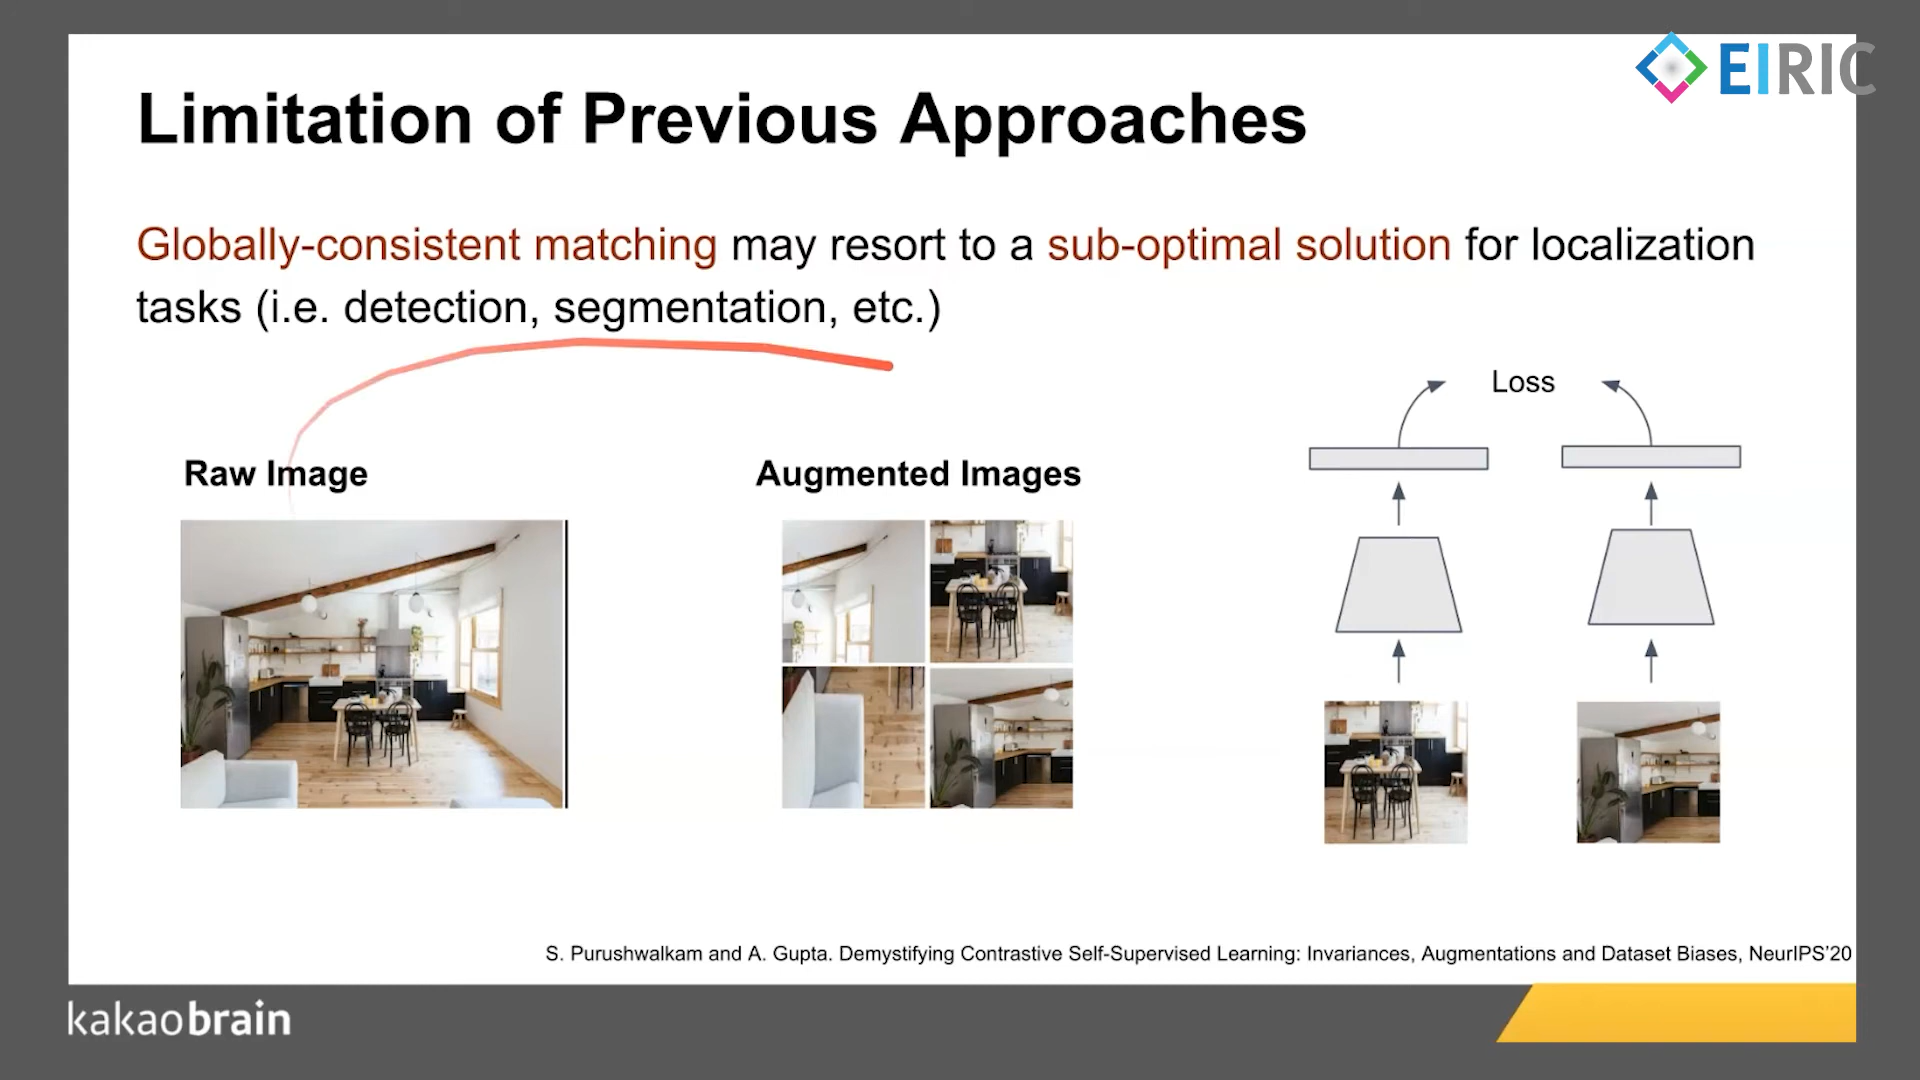 EIRIC
Limitation of Previous Approaches
Globally-consistent matching may resort to a sub-optimal solution for localization
tasks (i.e. detection, segmentation, etc.)
Loss
Raw Image
Augmented Images
S. Purushwalkam and A. Gupta. Demystifying Contrastive Self-Supervised Learning: Invariances, Augmentations and Dataset Biases, NeurIPS’20
kakaobrain